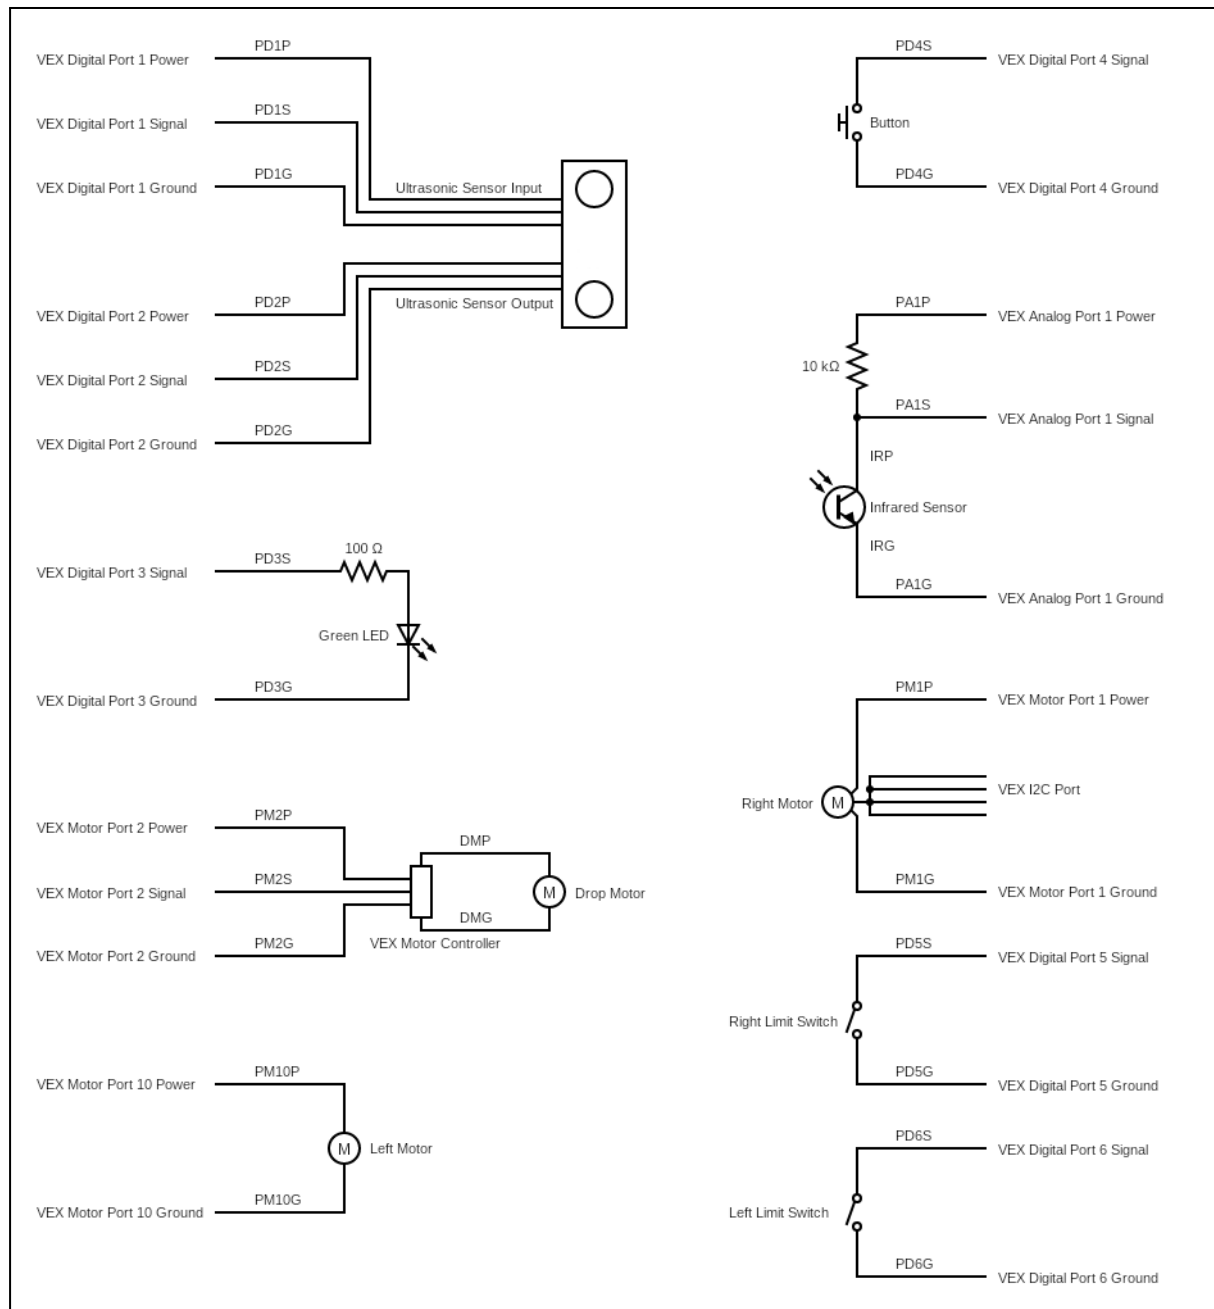 VEX Digital Port 1 Power
PD1P
VEX Digital Port 1 Signal
PD1S
VEX Digital Port 1 Ground
PD1G
Ultrasonic Sensor Input
VEX Digital Port 2 Power
PD2P
Ultrasonic Sensor Output
VEX Digital Port 2 Signal
PD2S
VEX Digital Port 2 Ground
PD2G
VEX Digital Port 3 Signal
PD3S
100 Ω
Green LED
VEX Digital Port 3 Ground
PD3G
VEX Motor Port 2 Power
PM2P
DMP
VEX Motor Port 2 Signal
PM2S
M
Drop Motor
DMG
VEX Motor Port 2 Ground
PM2G
VEX Motor Controller
VEX Motor Port 10 Power
PM10P
M
Left Motor
VEX Motor Port 10 Ground
PM10G
PD4S
VEX Digital Port 4 Signal
Button
PD4G
VEX Digital Port 4 Ground
PA1P
VEX Analog Port 1 Power
10 kΩ
PA1S
VEX Analog Port 1 Signal
IRP
Infrared Sensor
IRG
PA1G
VEX Analog Port 1 Ground
PM1P
VEX Motor Port 1 Power
Right Motor
M
VEX I2C Port
PM1G
VEX Motor Port 1 Ground
PD5S
VEX Digital Port 5 Signal
Right Limit Switch
PD5G
VEX Digital Port 5 Ground
PD6S
VEX Digital Port 6 Signal
Left Limit Switch
PD6G
VEX Digital Port 6 Ground